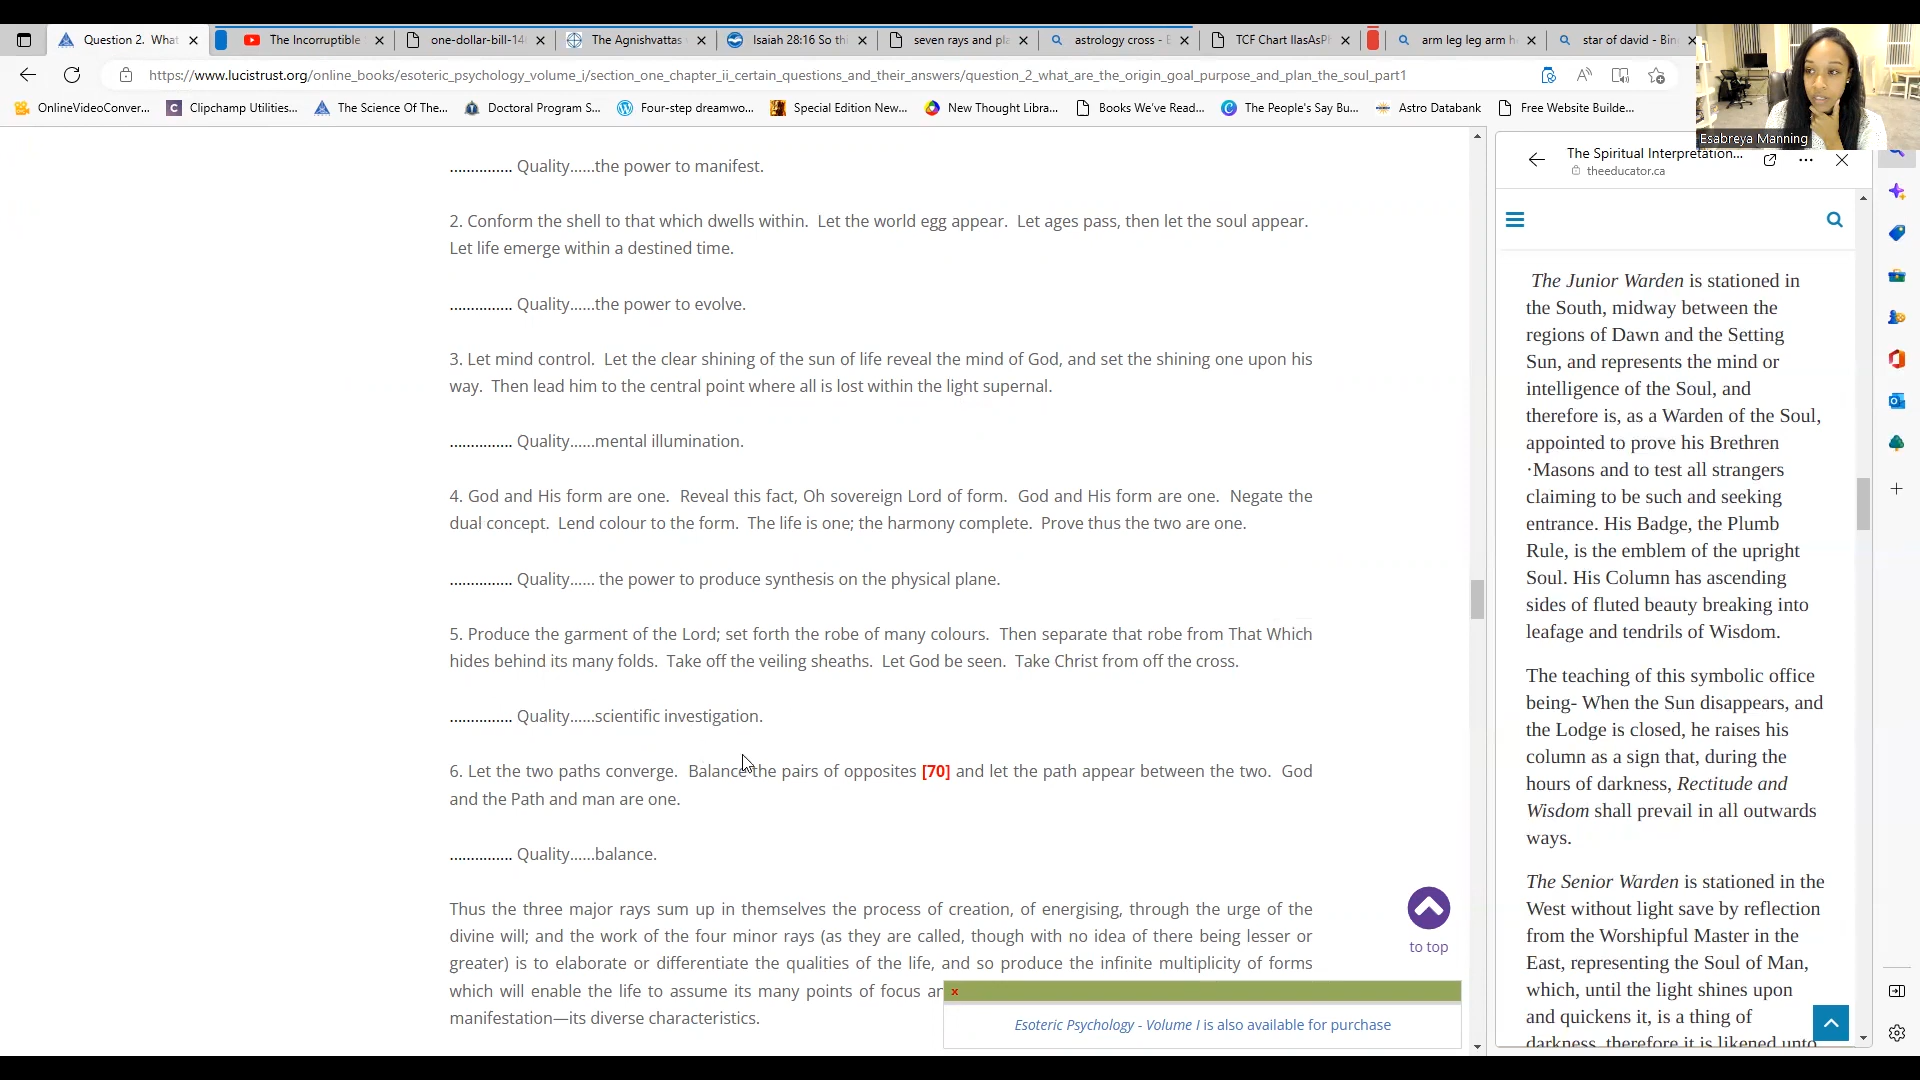 Question 2. What
The Incorruptible
one-dollar-bill-14
The Agnishvattas
Isaiah 28:16 So th
seven rays and pla
astrology cross - B
TCF Chart IIasAsP
arm leg leg arm h
star of david - Bin
https://www.lucistrust.org/online_books/esoteric_psychology_volume_i/section_one_chapter_ii_certain_questions_and_their_answers/question_2_what_are_the_origin_goal_purpose_and_plan_the_soul_part1
OnlineVideoConver...
Clipchamp Utilities...
The Science Of The...
Doctoral Program S...
Four-step dreamwo...
Special Edition New...
New Thought Libra...
Books We've Read...
The People's Say Bu...
Astro Databank
Free Website Builde...
Esabreya Manning
............... Quality......the power to manifest.
2. Conform the shell to that which dwells within. Let the world egg appear. Let ages pass, then let the soul appear.
Let life emerge within a destined time.
............... Quality......the power to evolve.
3. Let mind control. Let the clear shining of the sun of life reveal the mind of God, and set the shining one upon his
way. Then lead him to the central point where all is lost within the light supernal.
............... Quality......mental illumination.
4. God and His form are one. Reveal this fact, Oh sovereign Lord of form. God and His form are one. Negate the
dual concept. Lend colour to the form. The life is one; the harmony complete. Prove thus the two are one.
............... Quality...... the power to produce synthesis on the physical plane.
5. Produce the garment of the Lord; set forth the robe of many colours. Then separate that robe from That Which
hides behind its many folds. Take off the veiling sheaths. Let God be seen. Take Christ from off the cross.
............... Quality......scientific investigation.
6. Let the two paths converge. Balance the pairs of opposites [70] and let the path appear between the two. God
and the Path and man are one.
............... Quality......balance.
Thus the three major rays sum up in themselves the process of creation, of energising, through the urge of the
divine will; and the work of the four minor rays (as they are called, though with no idea of there being lesser or
greater) is to elaborate or differentiate the qualities of the life, and so produce the infinite multiplicity of forms
which will enable the life to assume its many points of focus an
manifestation—its diverse characteristics.
to top
x
Esoteric Psychology - Volume I is also available for purchase
The Spiritual Interpretation...
theeducator.ca
The Junior Warden is stationed in
the South, midway between the
regions of Dawn and the Setting
Sun, and represents the mind or
intelligence of the Soul, and
therefore is, as a Warden of the Soul,
appointed to prove his Brethren
·Masons and to test all strangers
claiming to be such and seeking
entrance. His Badge, the Plumb
Rule, is the emblem of the upright
Soul. His Column has ascending
sides of fluted beauty breaking into
leafage and tendrils of Wisdom.
The teaching of this symbolic office
being- When the Sun disappears, and
the Lodge is closed, he raises his
column as a sign that, during the
hours of darkness, Rectitude and
Wisdom shall prevail in all outwards
ways.
The Senior Warden is stationed in the
West without light save by reflection
from the Worshipful Master in the
East, representing the Soul of Man,
which, until the light shines upon
and quickens it, is a thing of
darkness, therefore it is likened unto